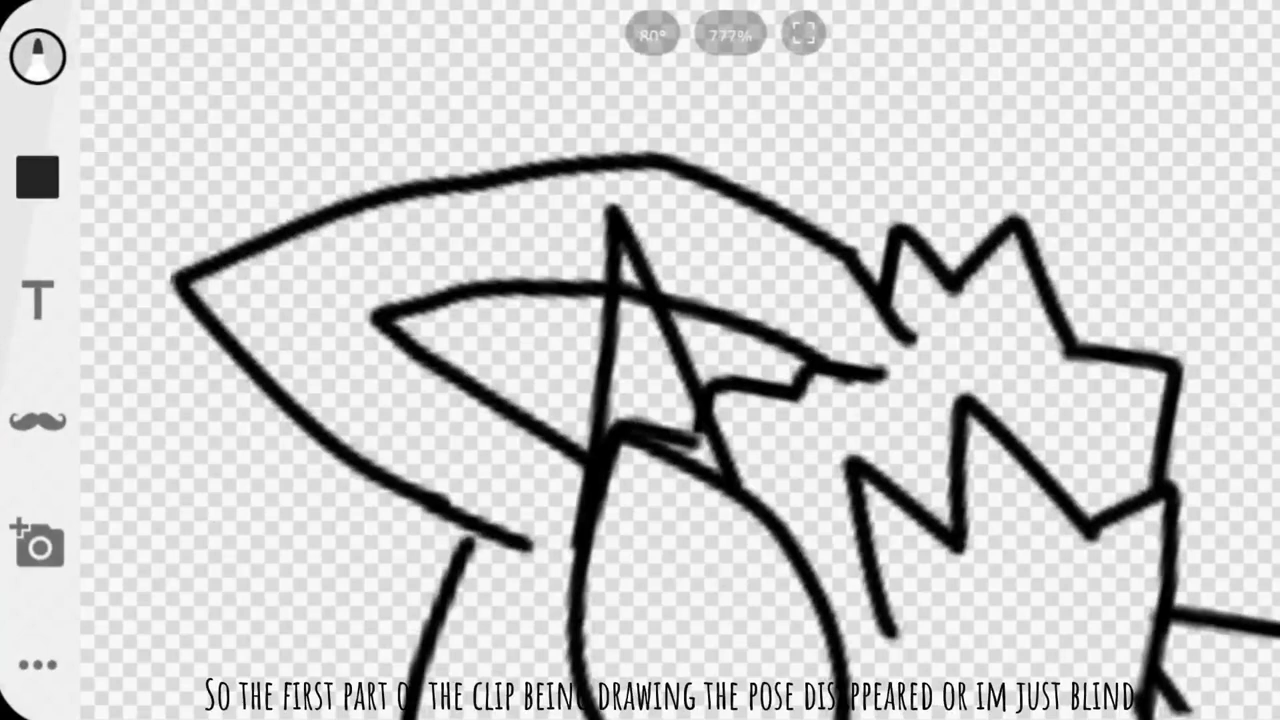 80°
777%
T
So the first part of the clip being drawing the pose disappeared or im just blind